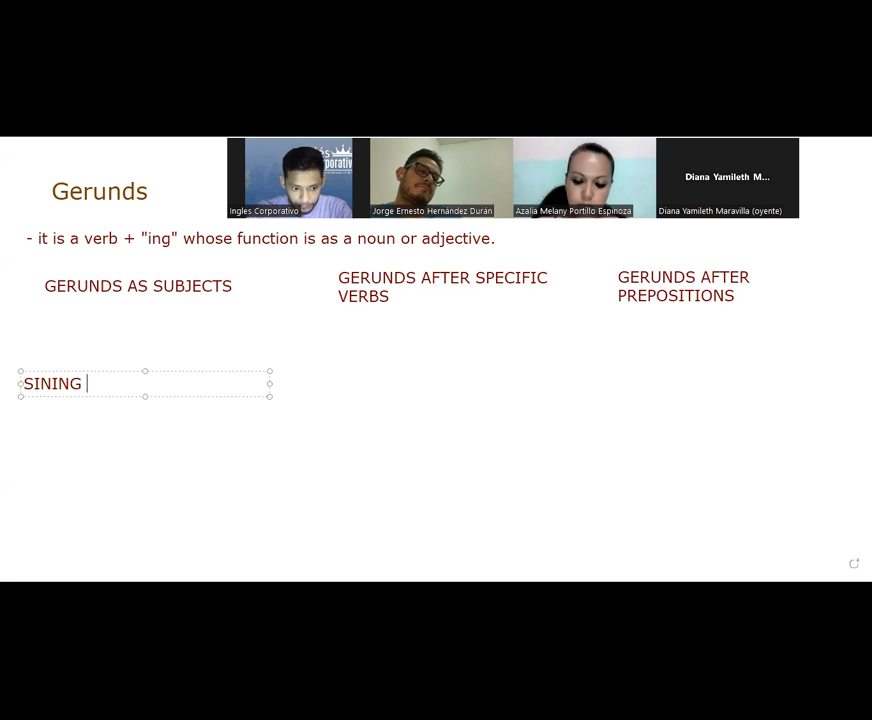 Gerunds
Ingles Corporativo
Jorge Ernesto Hernández Durán
Azalia Melany Portillo Espinoza
Diana Yamileth M...
Diana Yamileth Maravilla (oyente)
- it is a verb + "ing" whose function is as a noun or adjective.
GERUNDS AS SUBJECTS
GERUNDS AFTER SPECIFIC
VERBS
GERUNDS AFTER
PREPOSITIONS
SINING